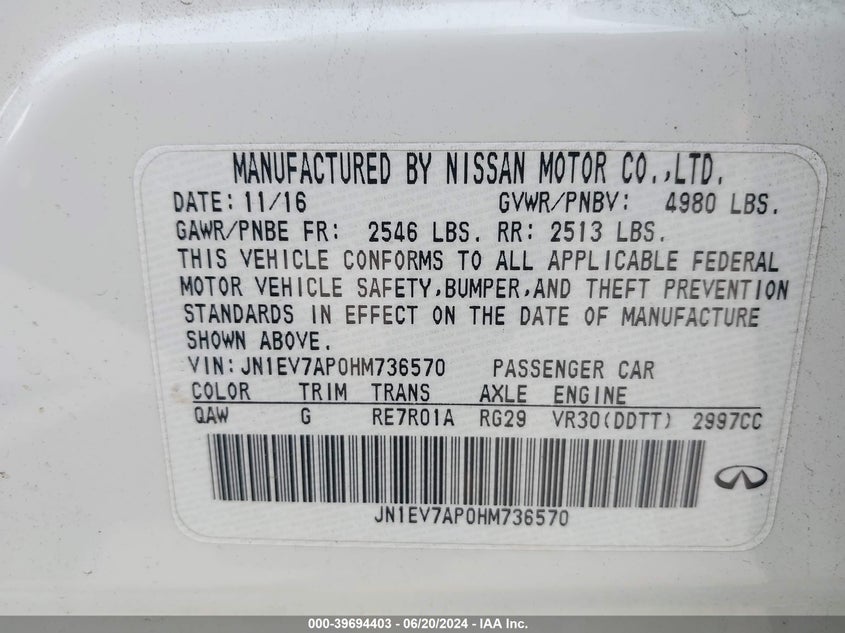 MANUFACTURED BY NISSAN MOTOR CO.,LTD.
DATE: 11/16 GVWR/PNBV: 4980 LBS.
GAWR/PNBE FR: 2546 LBS. RR: 2513 LBS.
THIS VEHICLE CONFORMS TO ALL APPLICABLE FEDERAL
MOTOR VEHICLE SAFETY,BUMPER,AND THEFT PREVENTION
STANDARDS IN EFFECT ON THE DATE OF MANUFACTURE
SHOWN ABOVE.
VIN:JN1EV7AP0HM736570 PASSENGER CAR
COLOR TRIM TRANS AXLE ENGINE
QAW G RE7R01A RG29 VR30(DDTT) 2997CC
JN1EV7AP0HM736570
000-39694403 - 06/20/2024 - IAA Inc.